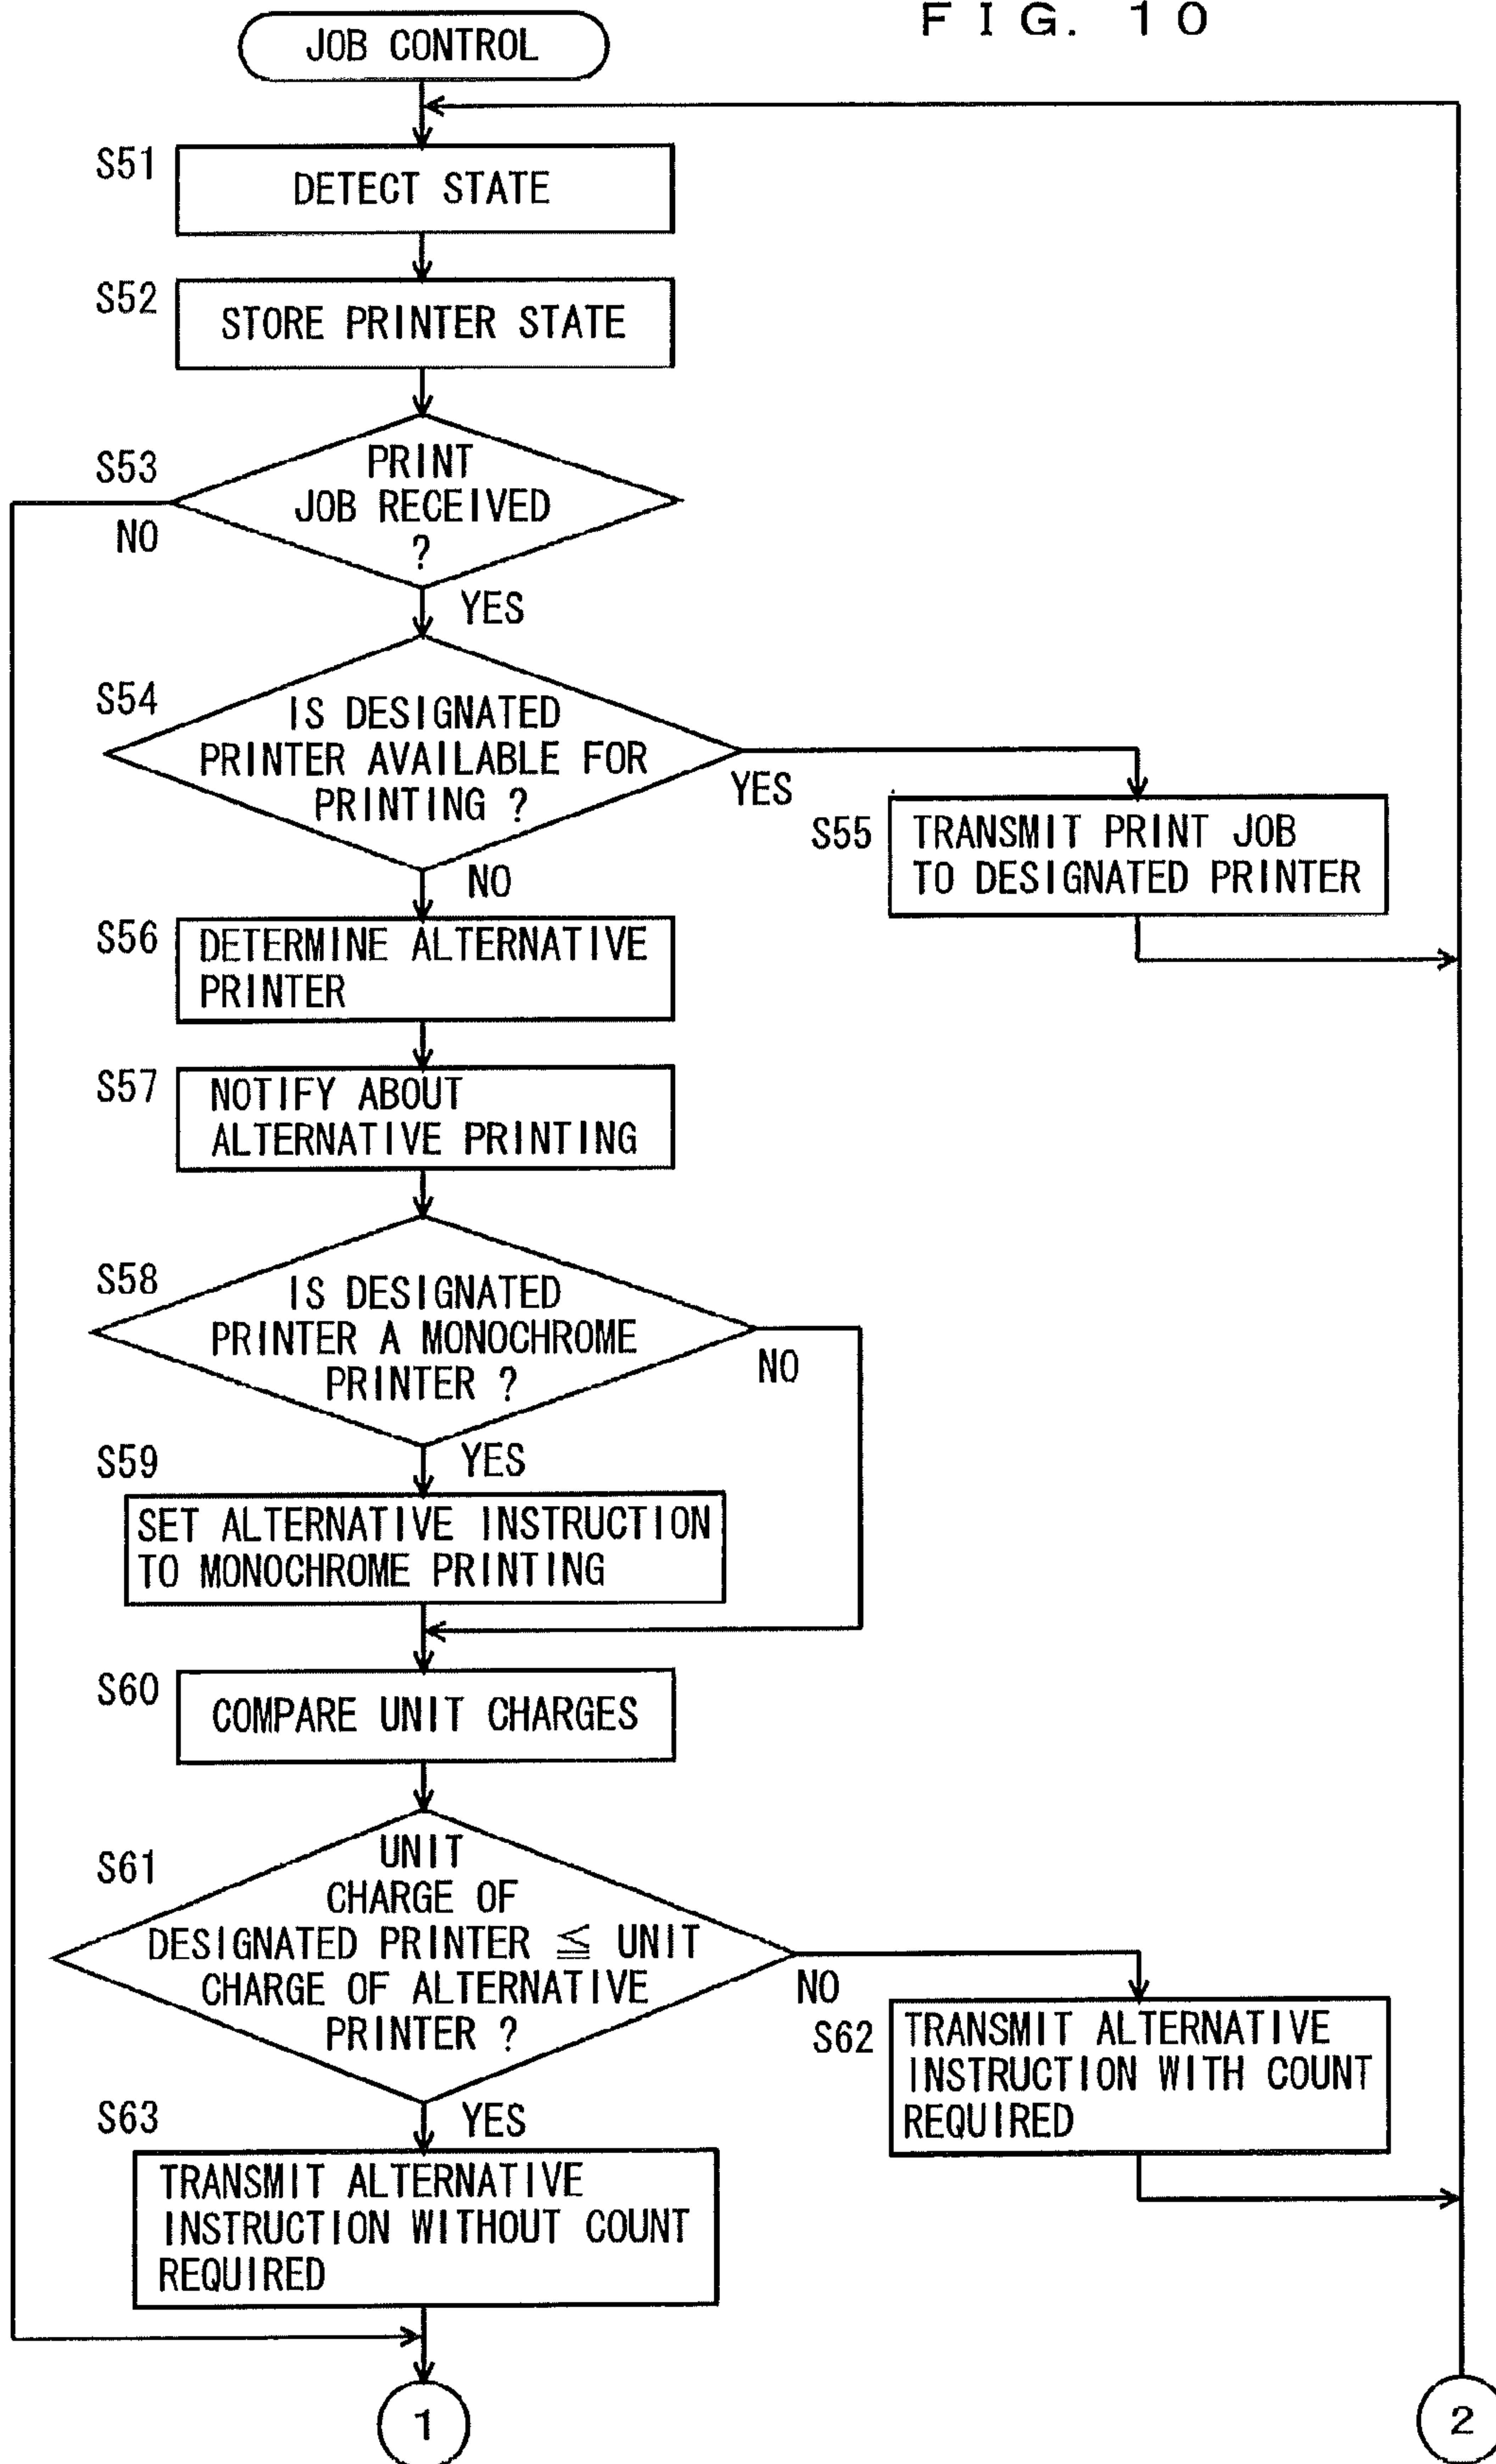 FIG. 10
JOB CONTROL
S51
DETECT STATE
S52
STORE PRINTER STATE
S53
PRINT
JOB RECEIVED
?
NO
YES
S54
IS DESIGNATED
PRINTER AVAILABLE FOR
PRINTING ?
YES
NO
S55
TRANSMIT PRINT JOB
TO DESIGNATED PRINTER
S56
DETERMINE ALTERNATIVE
PRINTER
S57
NOTIFY ABOUT
ALTERNATIVE PRINTING
S58
IS DESIGNATED
PRINTER A MONOCHROME
PRINTER ?
NO
YES
S59
SET ALTERNATIVE INSTRUCTION
TO MONOCHROME PRINTING
S60
COMPARE UNIT CHARGES
S61
UNIT
CHARGE OF
DESIGNATED PRINTER ≦ UNIT
CHARGE OF ALTERNATIVE
PRINTER ?
NO
YES
S62
TRANSMIT ALTERNATIVE
INSTRUCTION WITH COUNT
REQUIRED
S63
TRANSMIT ALTERNATIVE
INSTRUCTION WITHOUT COUNT
REQUIRED
1
2